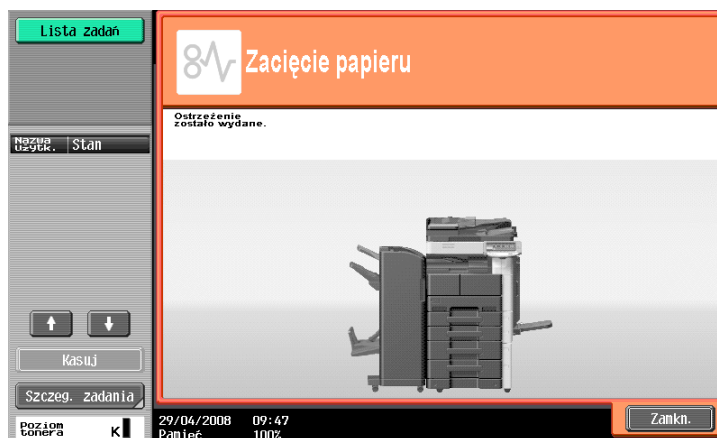 Lista zadań
Zacięcie papieru
Ostrzeżenie
zostało wydane.
Nazwa
użytk.
Stan
Kasuj
Szczeg. zadania
Poziom
tonera
K
29/04/2008 09:47
Pamięć 100%
Zamkn.